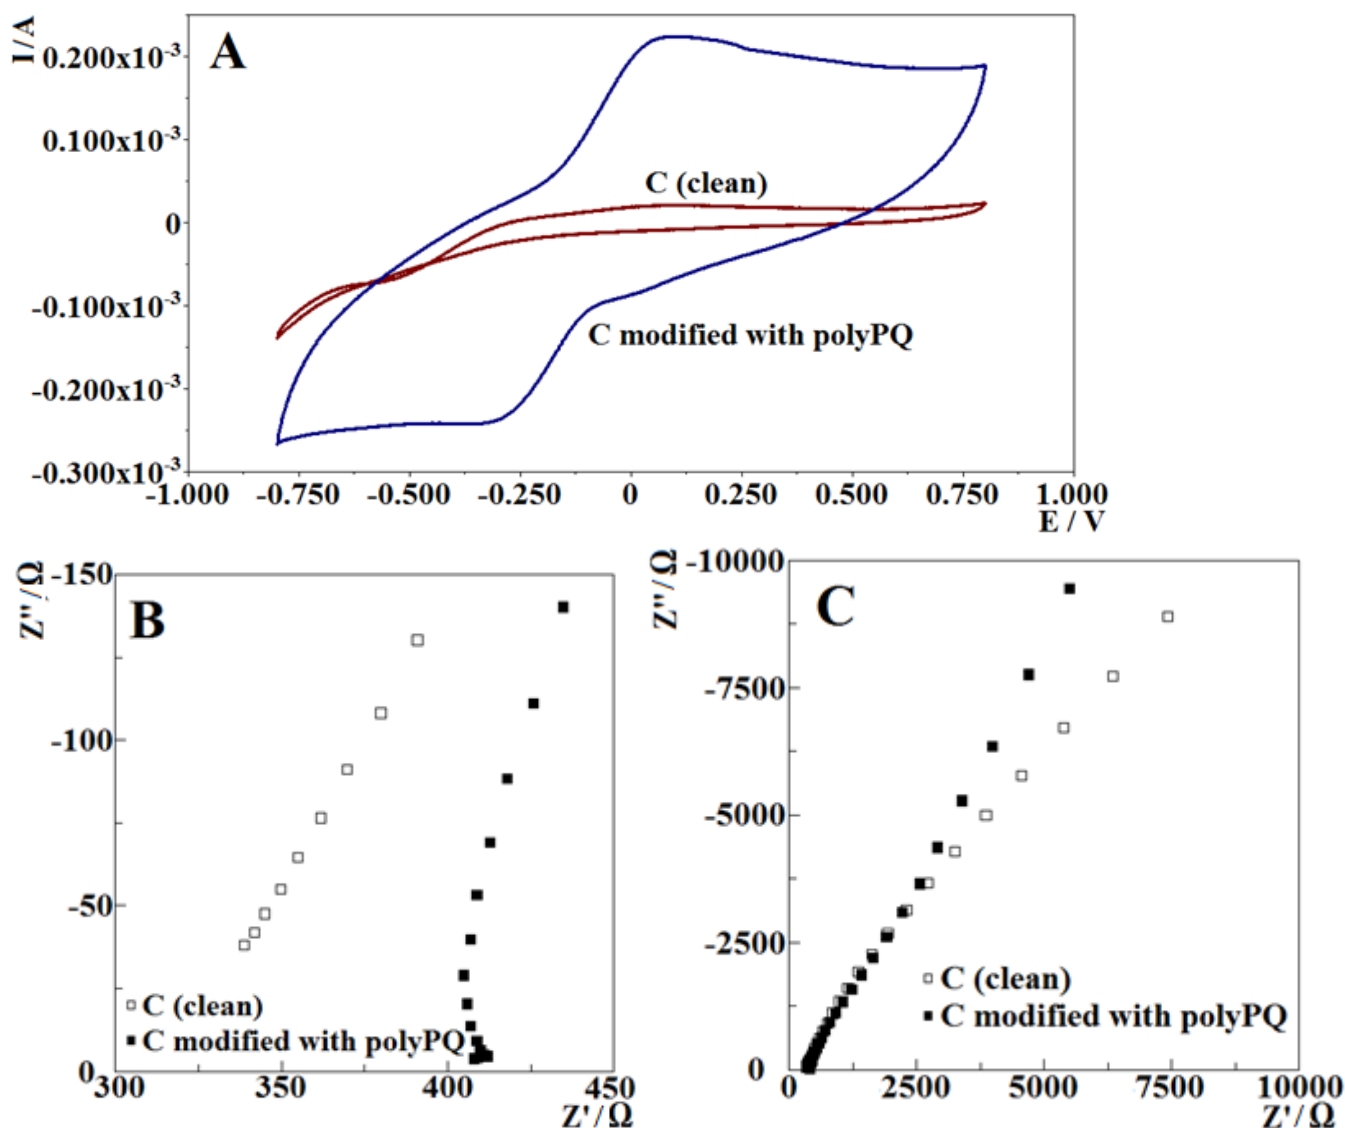 I/A
A
0.200x10⁻³
0.100x10⁻³
0
-0.100x10⁻³
-0.200x10⁻³
-0.300x10⁻³
C (clean)
C modified with polyPQ
-1.000 -0.750 -0.500 -0.250 0 0.250 0.500 0.750 1.000
E / V
Z''/Ω
B
-150
-100
-50
0
C (clean)
C modified with polyPQ
300 350 400 450
Z'/Ω
Z''/Ω
C
-10000
-7500
-5000
-2500
0
C (clean)
C modified with polyPQ
0 2500 5000 7500 10000
Z'/Ω